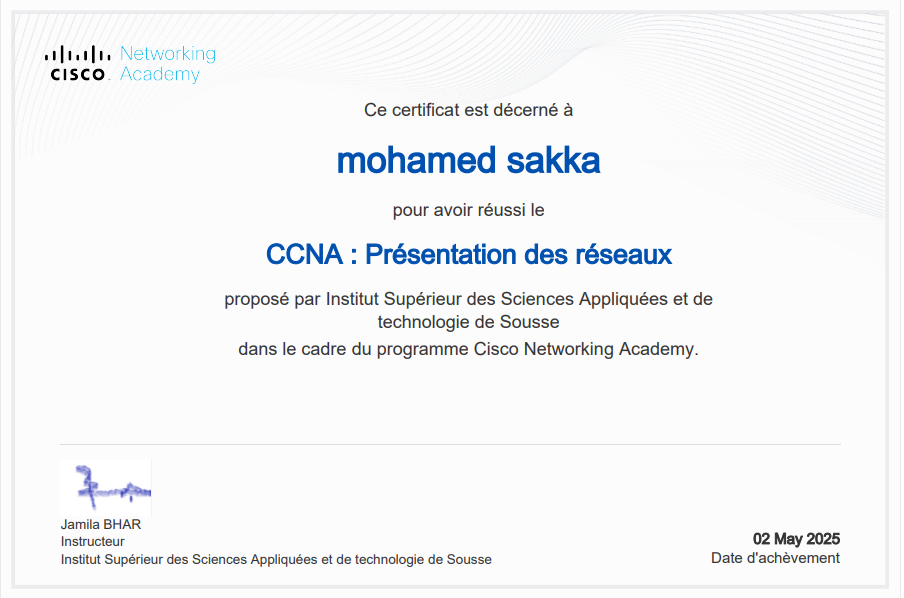 CISCO
Networking
Academy
Ce certificat est décerné à
mohamed sakka
pour avoir réussi le
CCNA : Présentation des réseaux
proposé par Institut Supérieur des Sciences Appliquées et de
technologie de Sousse
dans le cadre du programme Cisco Networking Academy.
Jamila BHAR
Instructeur
Institut Supérieur des Sciences Appliquées et de technologie de Sousse
02 May 2025
Date d'achèvement